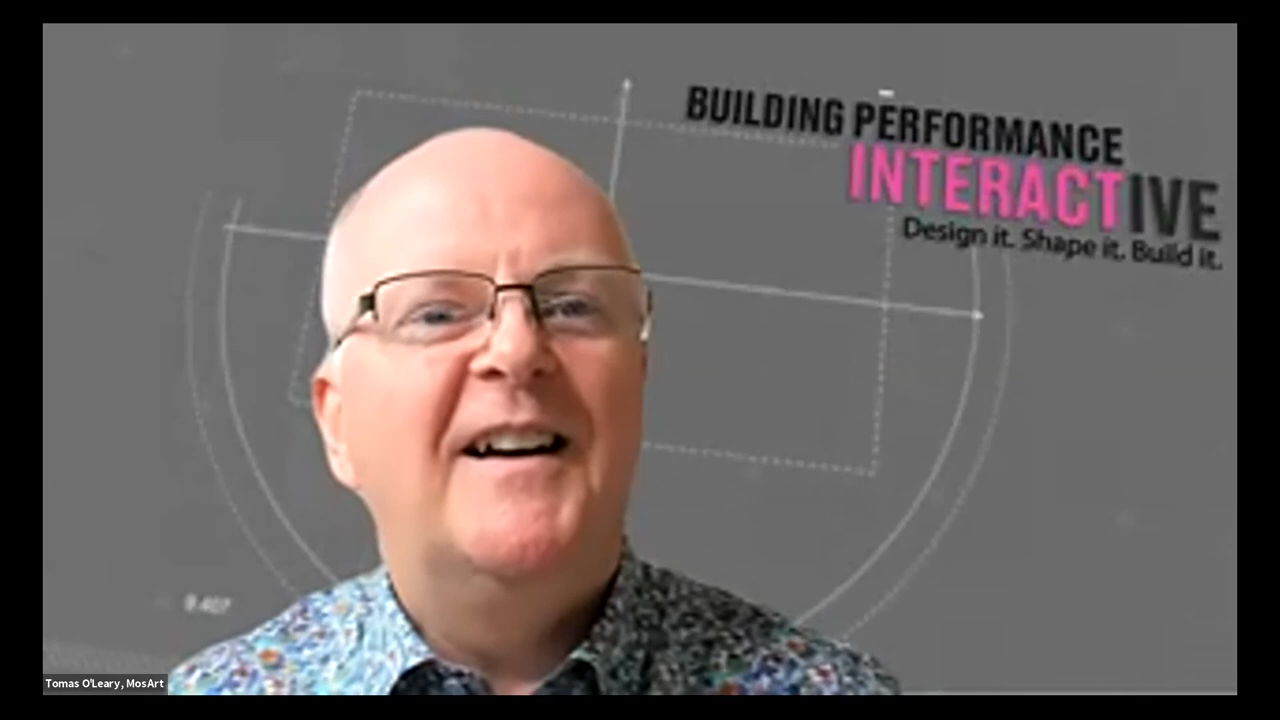 BUILDING PERFORMANCE
INTERACTIVE
Design it. Shape it. Build it.
9.407
Tomas O'Leary, MosArt